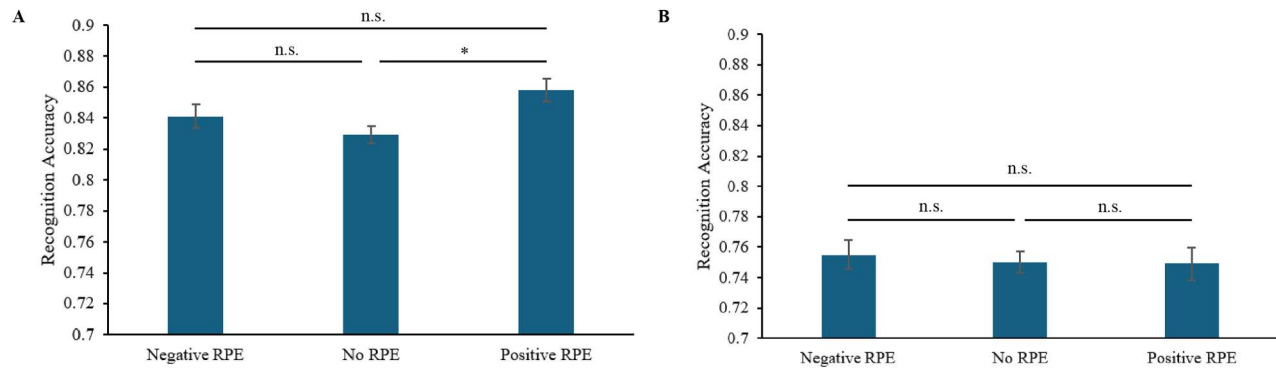 A
Recognition Accuracy
0.9
0.88
0.86
0.84
0.82
0.8
0.78
0.76
0.74
0.72
0.7
n.s.
n.s.
*
Negative RPE
No RPE
Positive RPE
B
Recognition Accuracy
0.9
0.88
0.86
0.84
0.82
0.8
0.78
0.76
0.74
0.72
0.7
n.s.
n.s.
n.s.
Negative RPE
No RPE
Positive RPE